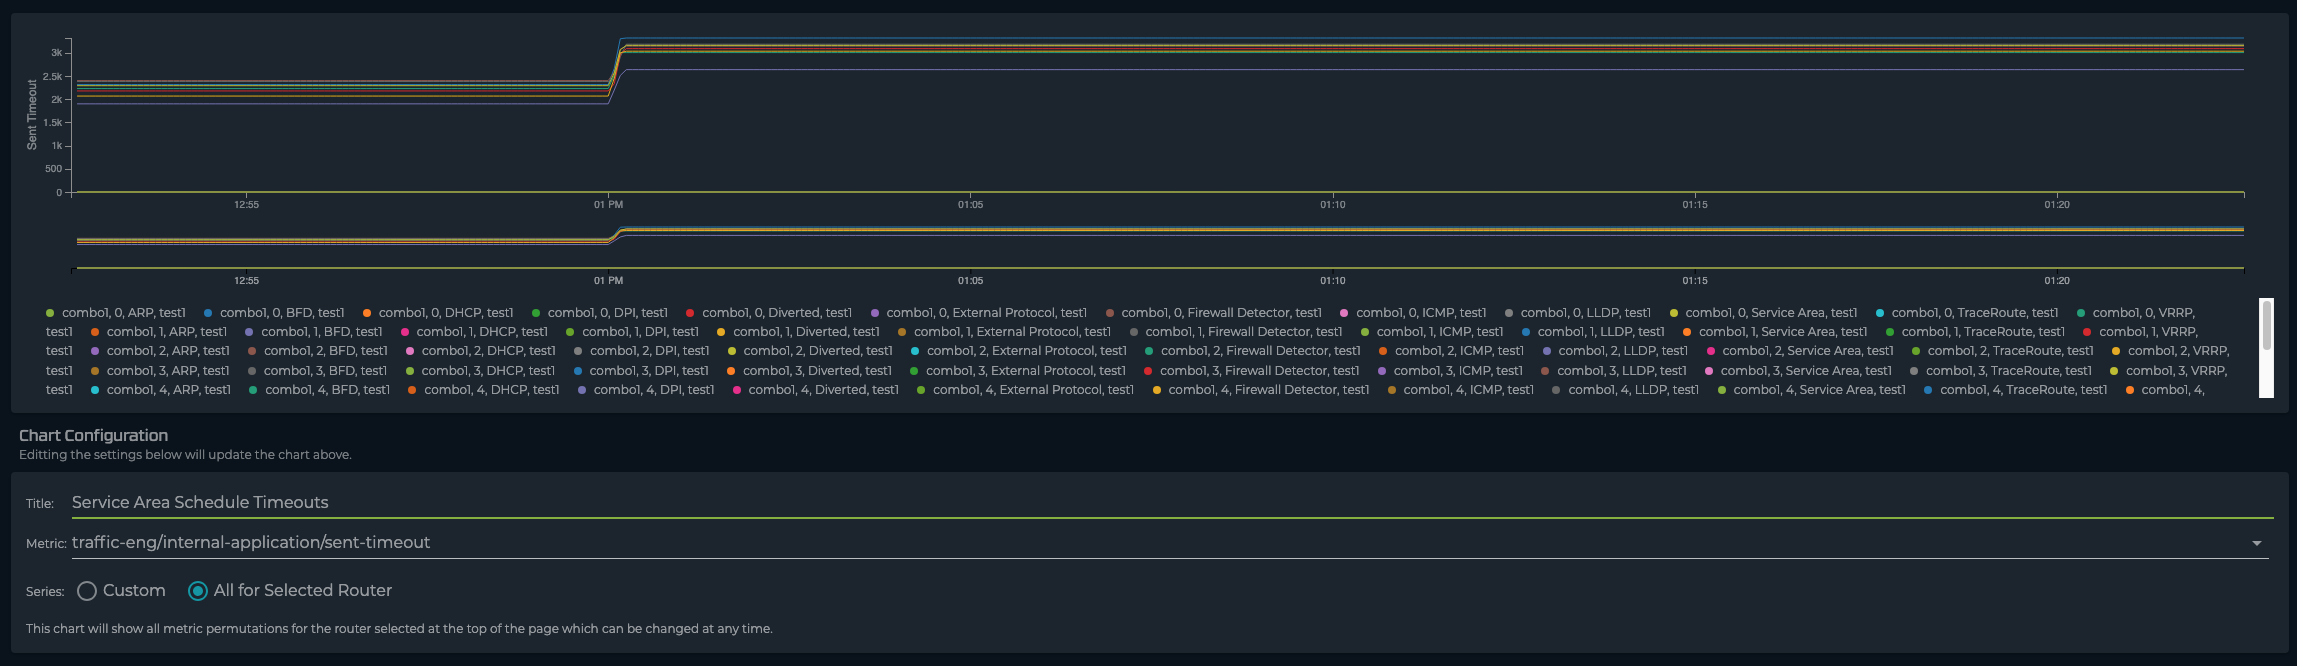 3k
2.5k
2k
1.5k
1k
500
0
Sent Timeout
12:55 01 PM 01:05 01:10 01:15 01:20
12:55 01 PM 01:05 01:10 01:15 01:20
combo1, 0, ARP, test1 combo1, 0, BFD, test1 combo1, 0, DHCP, test1 combo1, 0, DPI, test1 combo1, 0, Diverted, test1 combo1, 0, External Protocol, test1 combo1, 0, Firewall Detector, test1 combo1, 0, ICMP, test1 combo1, 0, LLDP, test1 combo1, 0, Service Area, test1 combo1, 0, TraceRoute, test1 combo1, 0, VRRP,
test1 combo1, 1, ARP, test1 combo1, 1, BFD, test1 combo1, 1, DHCP, test1 combo1, 1, DPI, test1 combo1, 1, Diverted, test1 combo1, 1, External Protocol, test1 combo1, 1, Firewall Detector, test1 combo1, 1, ICMP, test1 combo1, 1, LLDP, test1 combo1, 1, Service Area, test1 combo1, 1, TraceRoute, test1 combo1, 1, VRRP,
test1 combo1, 2, ARP, test1 combo1, 2, BFD, test1 combo1, 2, DHCP, test1 combo1, 2, DPI, test1 combo1, 2, Diverted, test1 combo1, 2, External Protocol, test1 combo1, 2, Firewall Detector, test1 combo1, 2, ICMP, test1 combo1, 2, LLDP, test1 combo1, 2, Service Area, test1 combo1, 2, TraceRoute, test1 combo1, 2, VRRP,
test1 combo1, 3, ARP, test1 combo1, 3, BFD, test1 combo1, 3, DHCP, test1 combo1, 3, DPI, test1 combo1, 3, Diverted, test1 combo1, 3, External Protocol, test1 combo1, 3, Firewall Detector, test1 combo1, 3, ICMP, test1 combo1, 3, LLDP, test1 combo1, 3, Service Area, test1 combo1, 3, TraceRoute, test1 combo1, 3, VRRP,
test1 combo1, 4, ARP, test1 combo1, 4, BFD, test1 combo1, 4, DHCP, test1 combo1, 4, DPI, test1 combo1, 4, Diverted, test1 combo1, 4, External Protocol, test1 combo1, 4, Firewall Detector, test1 combo1, 4, ICMP, test1 combo1, 4, LLDP, test1 combo1, 4, Service Area, test1 combo1, 4, TraceRoute, test1 combo1, 4,
Chart Configuration
Editting the settings below will update the chart above.
Title: Service Area Schedule Timeouts
Metric: traffic-eng/internal-application/sent-timeout
Series: Custom All for Selected Router
This chart will show all metric permutations for the router selected at the top of the page which can be changed at any time.